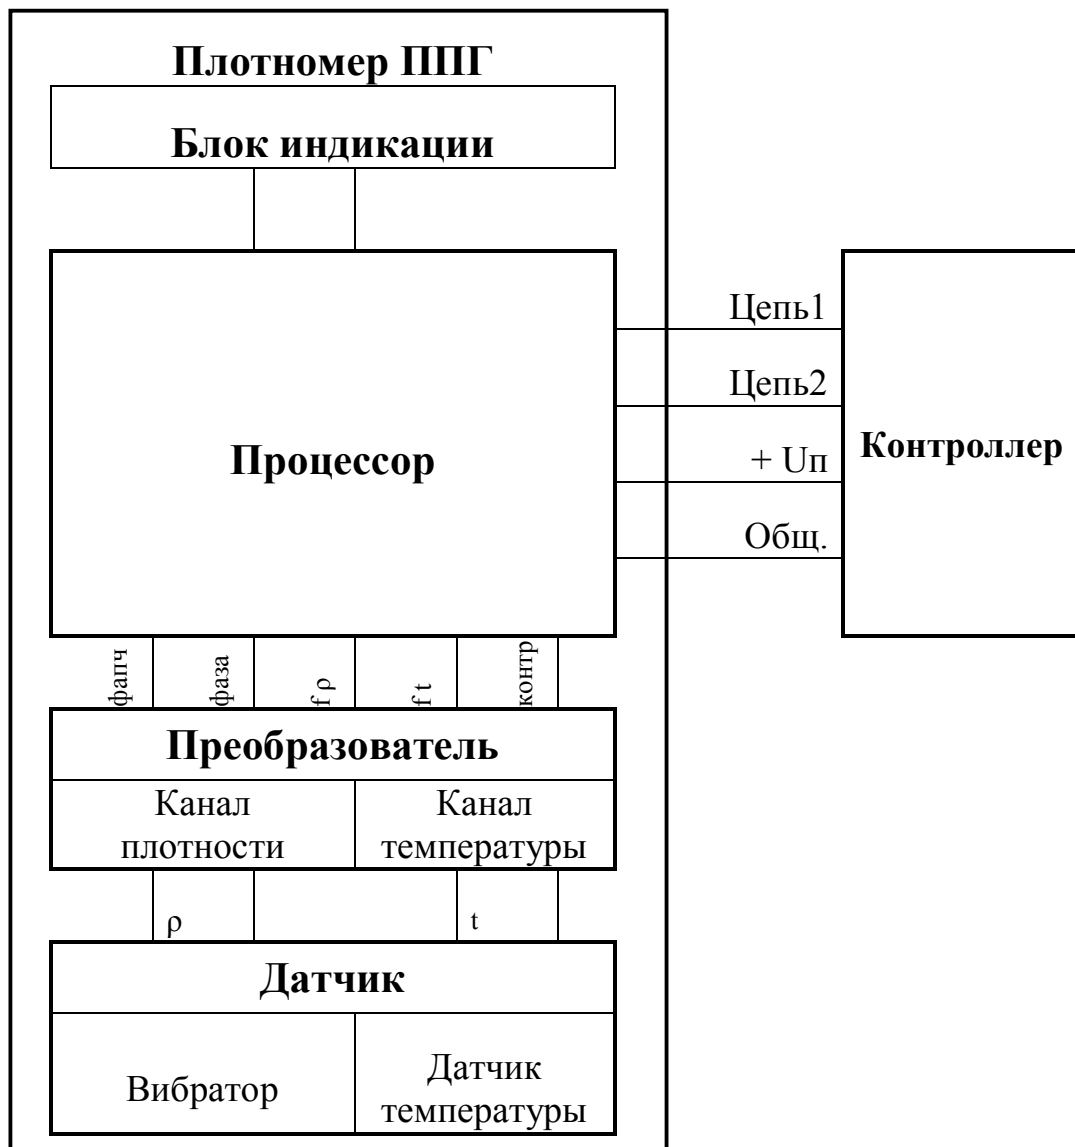 Плотномер ППГ
Блок индикации
Цепь1
Цепь2
Процессор
+ Uп
Контроллер
Общ.
фапч
фаза
f ρ
f t
контр
Преобразователь
Канал
плотности
Канал
температуры
ρ
t
Датчик
Вибратор
Датчик
температуры